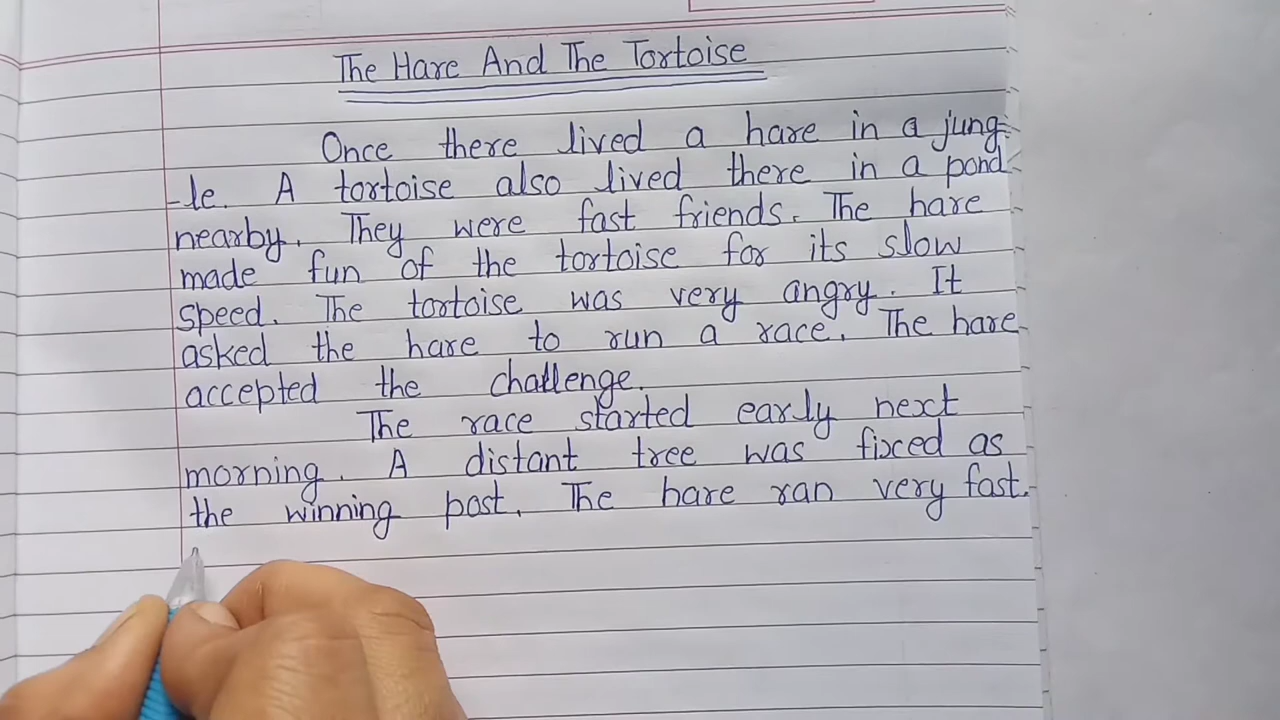 The Hare And The Tortoise
Once there lived a hare in a jung-
-le. A tortoise also lived there in a pond
nearby. They were fast friends. The hare
made fun of the tortoise for its slow
speed. The tortoise was very angry. It
asked the hare to run a race. The hare
accepted the challenge.
The race started early next
morning. A distant tree was fixed as
the winning post. The hare ran very fast.